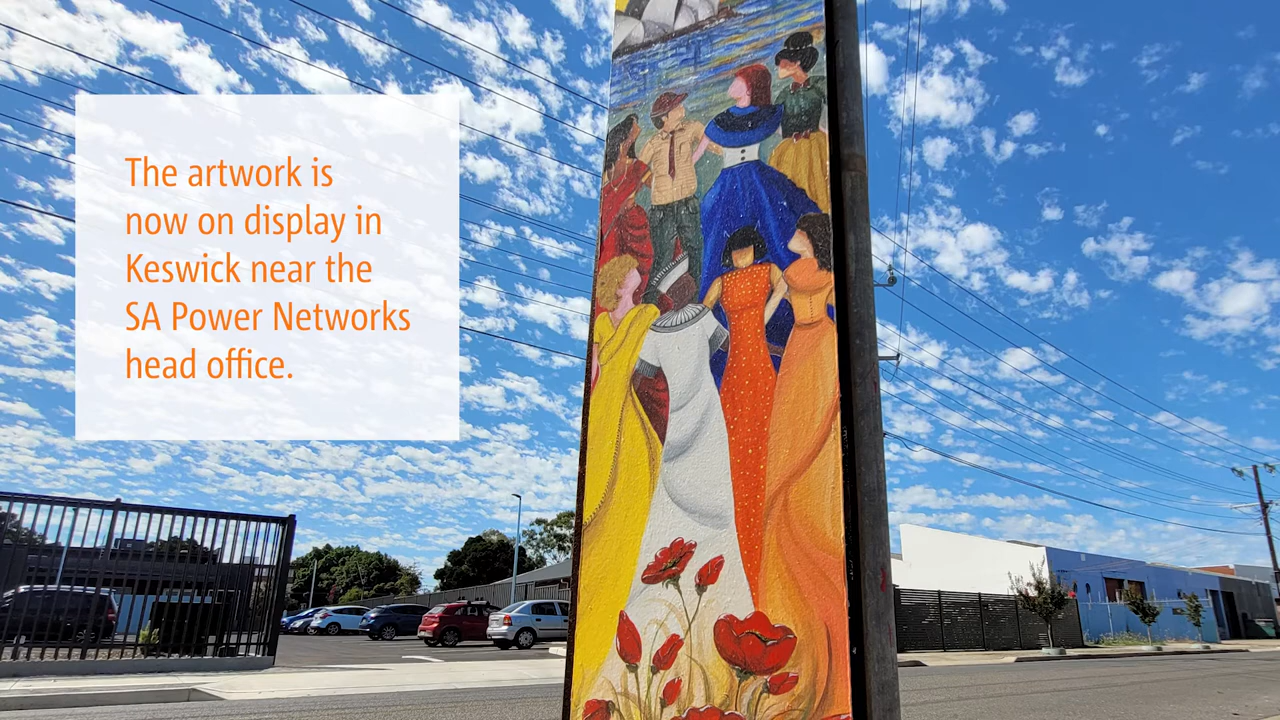 The artwork is
now on display in
Keswick near the
SA Power Networks
head office.